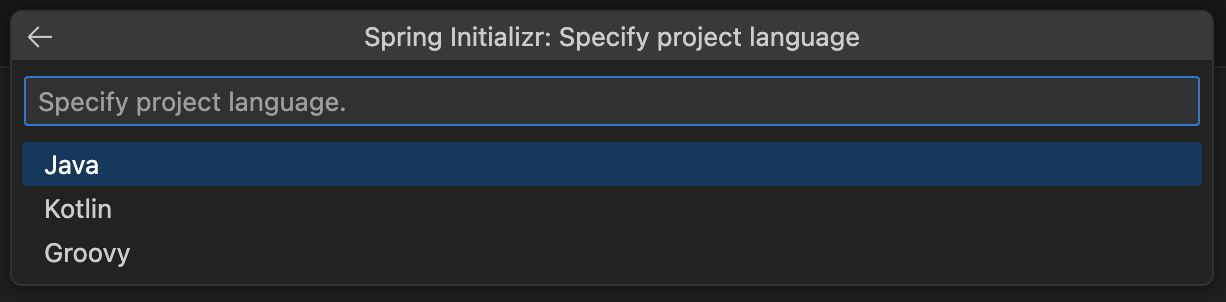 Spring Initializr: Specify project language
Specify project language.
Java
Kotlin
Groovy